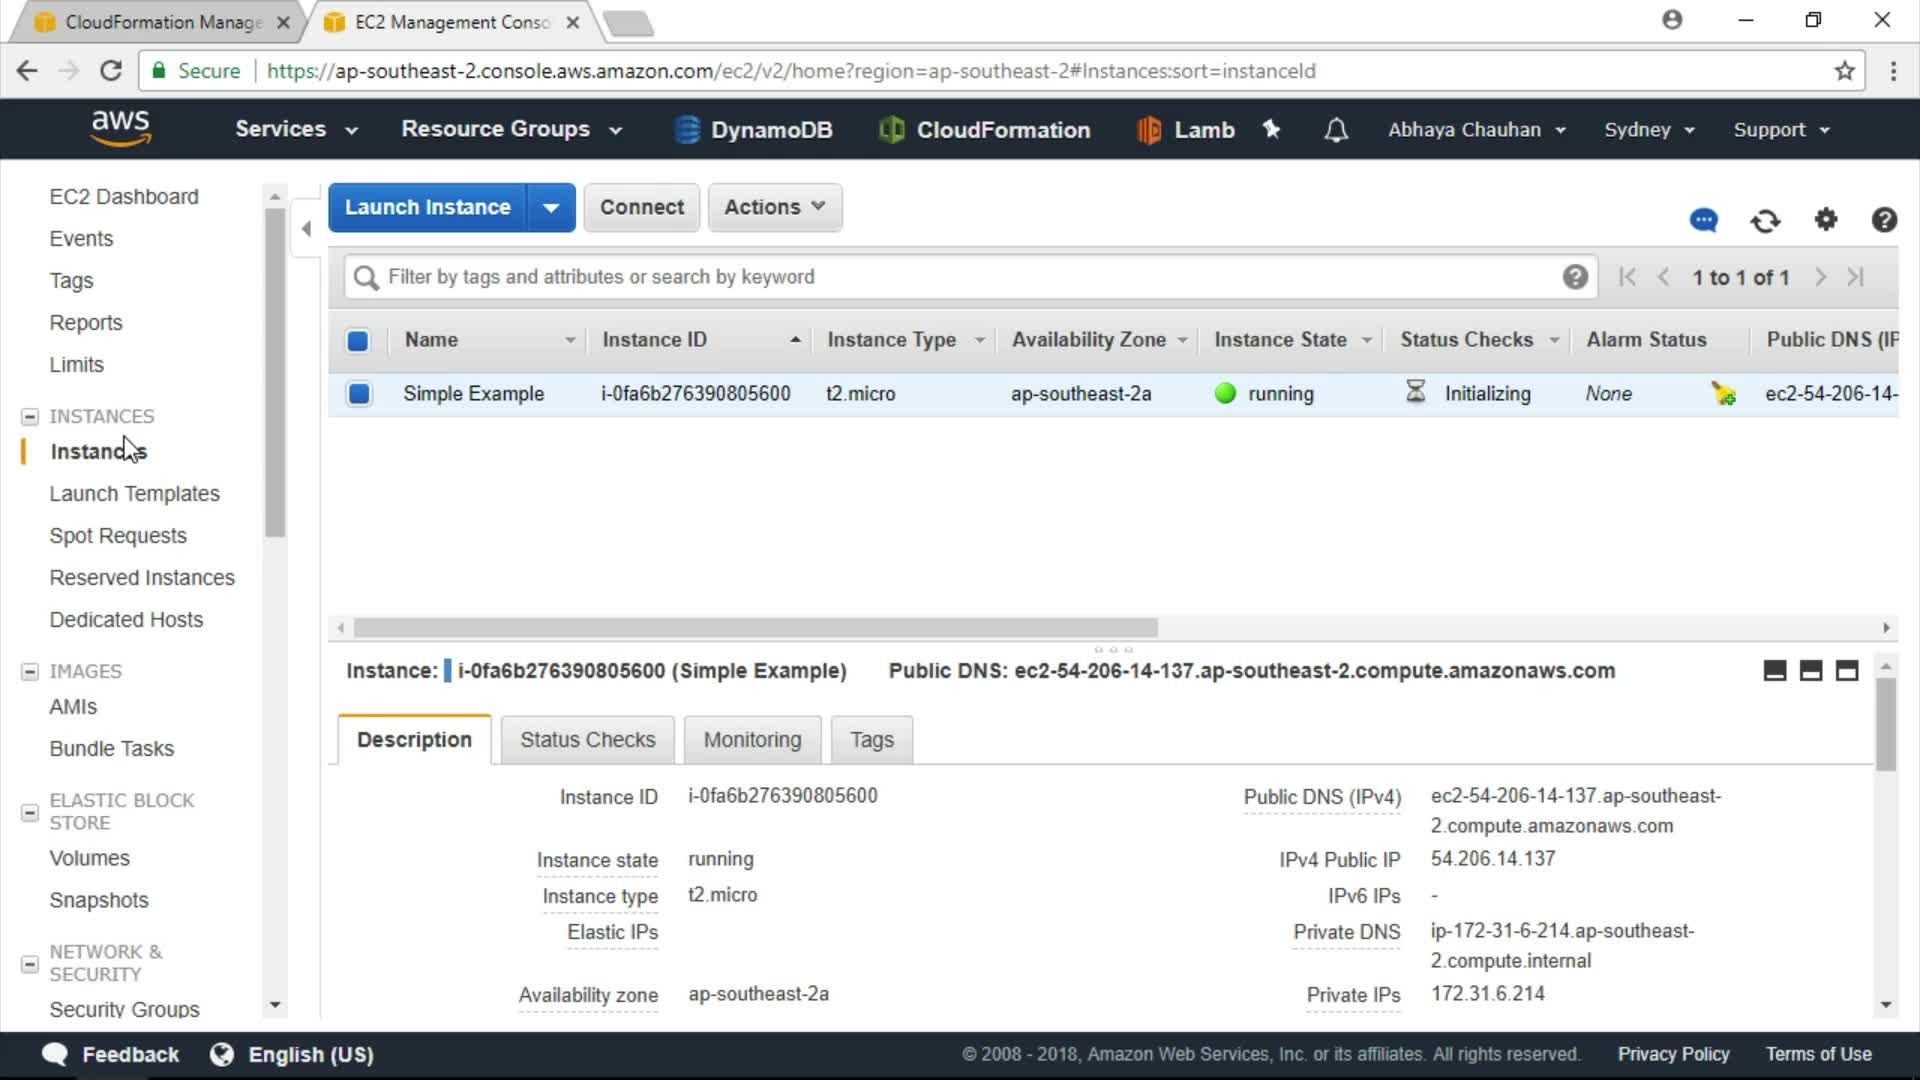 CloudFormation Manage
EC2 Management Conso
Secure
https://ap-southeast-2.console.aws.amazon.com/ec2/v2/home?region=ap-southeast-2#Instances:sort=instanceId
aws
Services
Resource Groups
DynamoDB
CloudFormation
Lamb
Abhaya Chauhan
Sydney
Support
EC2 Dashboard
Events
Tags
Reports
Limits
INSTANCES
Instances
Launch Templates
Spot Requests
Reserved Instances
Dedicated Hosts
IMAGES
AMIs
Bundle Tasks
ELASTIC BLOCK
STORE
Volumes
Snapshots
NETWORK &
SECURITY
Security Groups
Launch Instance
Connect
Actions
Filter by tags and attributes or search by keyword
1 to 1 of 1
Name Instance ID Instance Type Availability Zone Instance State Status Checks Alarm Status Public DNS (IP
Simple Example i-0fa6b276390805600 t2.micro ap-southeast-2a running Initializing None ec2-54-206-14-
Instance: i-0fa6b276390805600 (Simple Example) Public DNS: ec2-54-206-14-137.ap-southeast-2.compute.amazonaws.com
Description
Status Checks
Monitoring
Tags
Instance ID i-0fa6b276390805600
Instance state running
Instance type t2.micro
Elastic IPs
Availability zone ap-southeast-2a
Public DNS (IPv4) ec2-54-206-14-137.ap-southeast-
2.compute.amazonaws.com
IPv4 Public IP 54.206.14.137
IPv6 IPs -
Private DNS ip-172-31-6-214.ap-southeast-
2.compute.internal
Private IPs 172.31.6.214
Feedback
English (US)
© 2008 - 2018, Amazon Web Services, Inc. or its affiliates. All rights reserved.
Privacy Policy
Terms of Use